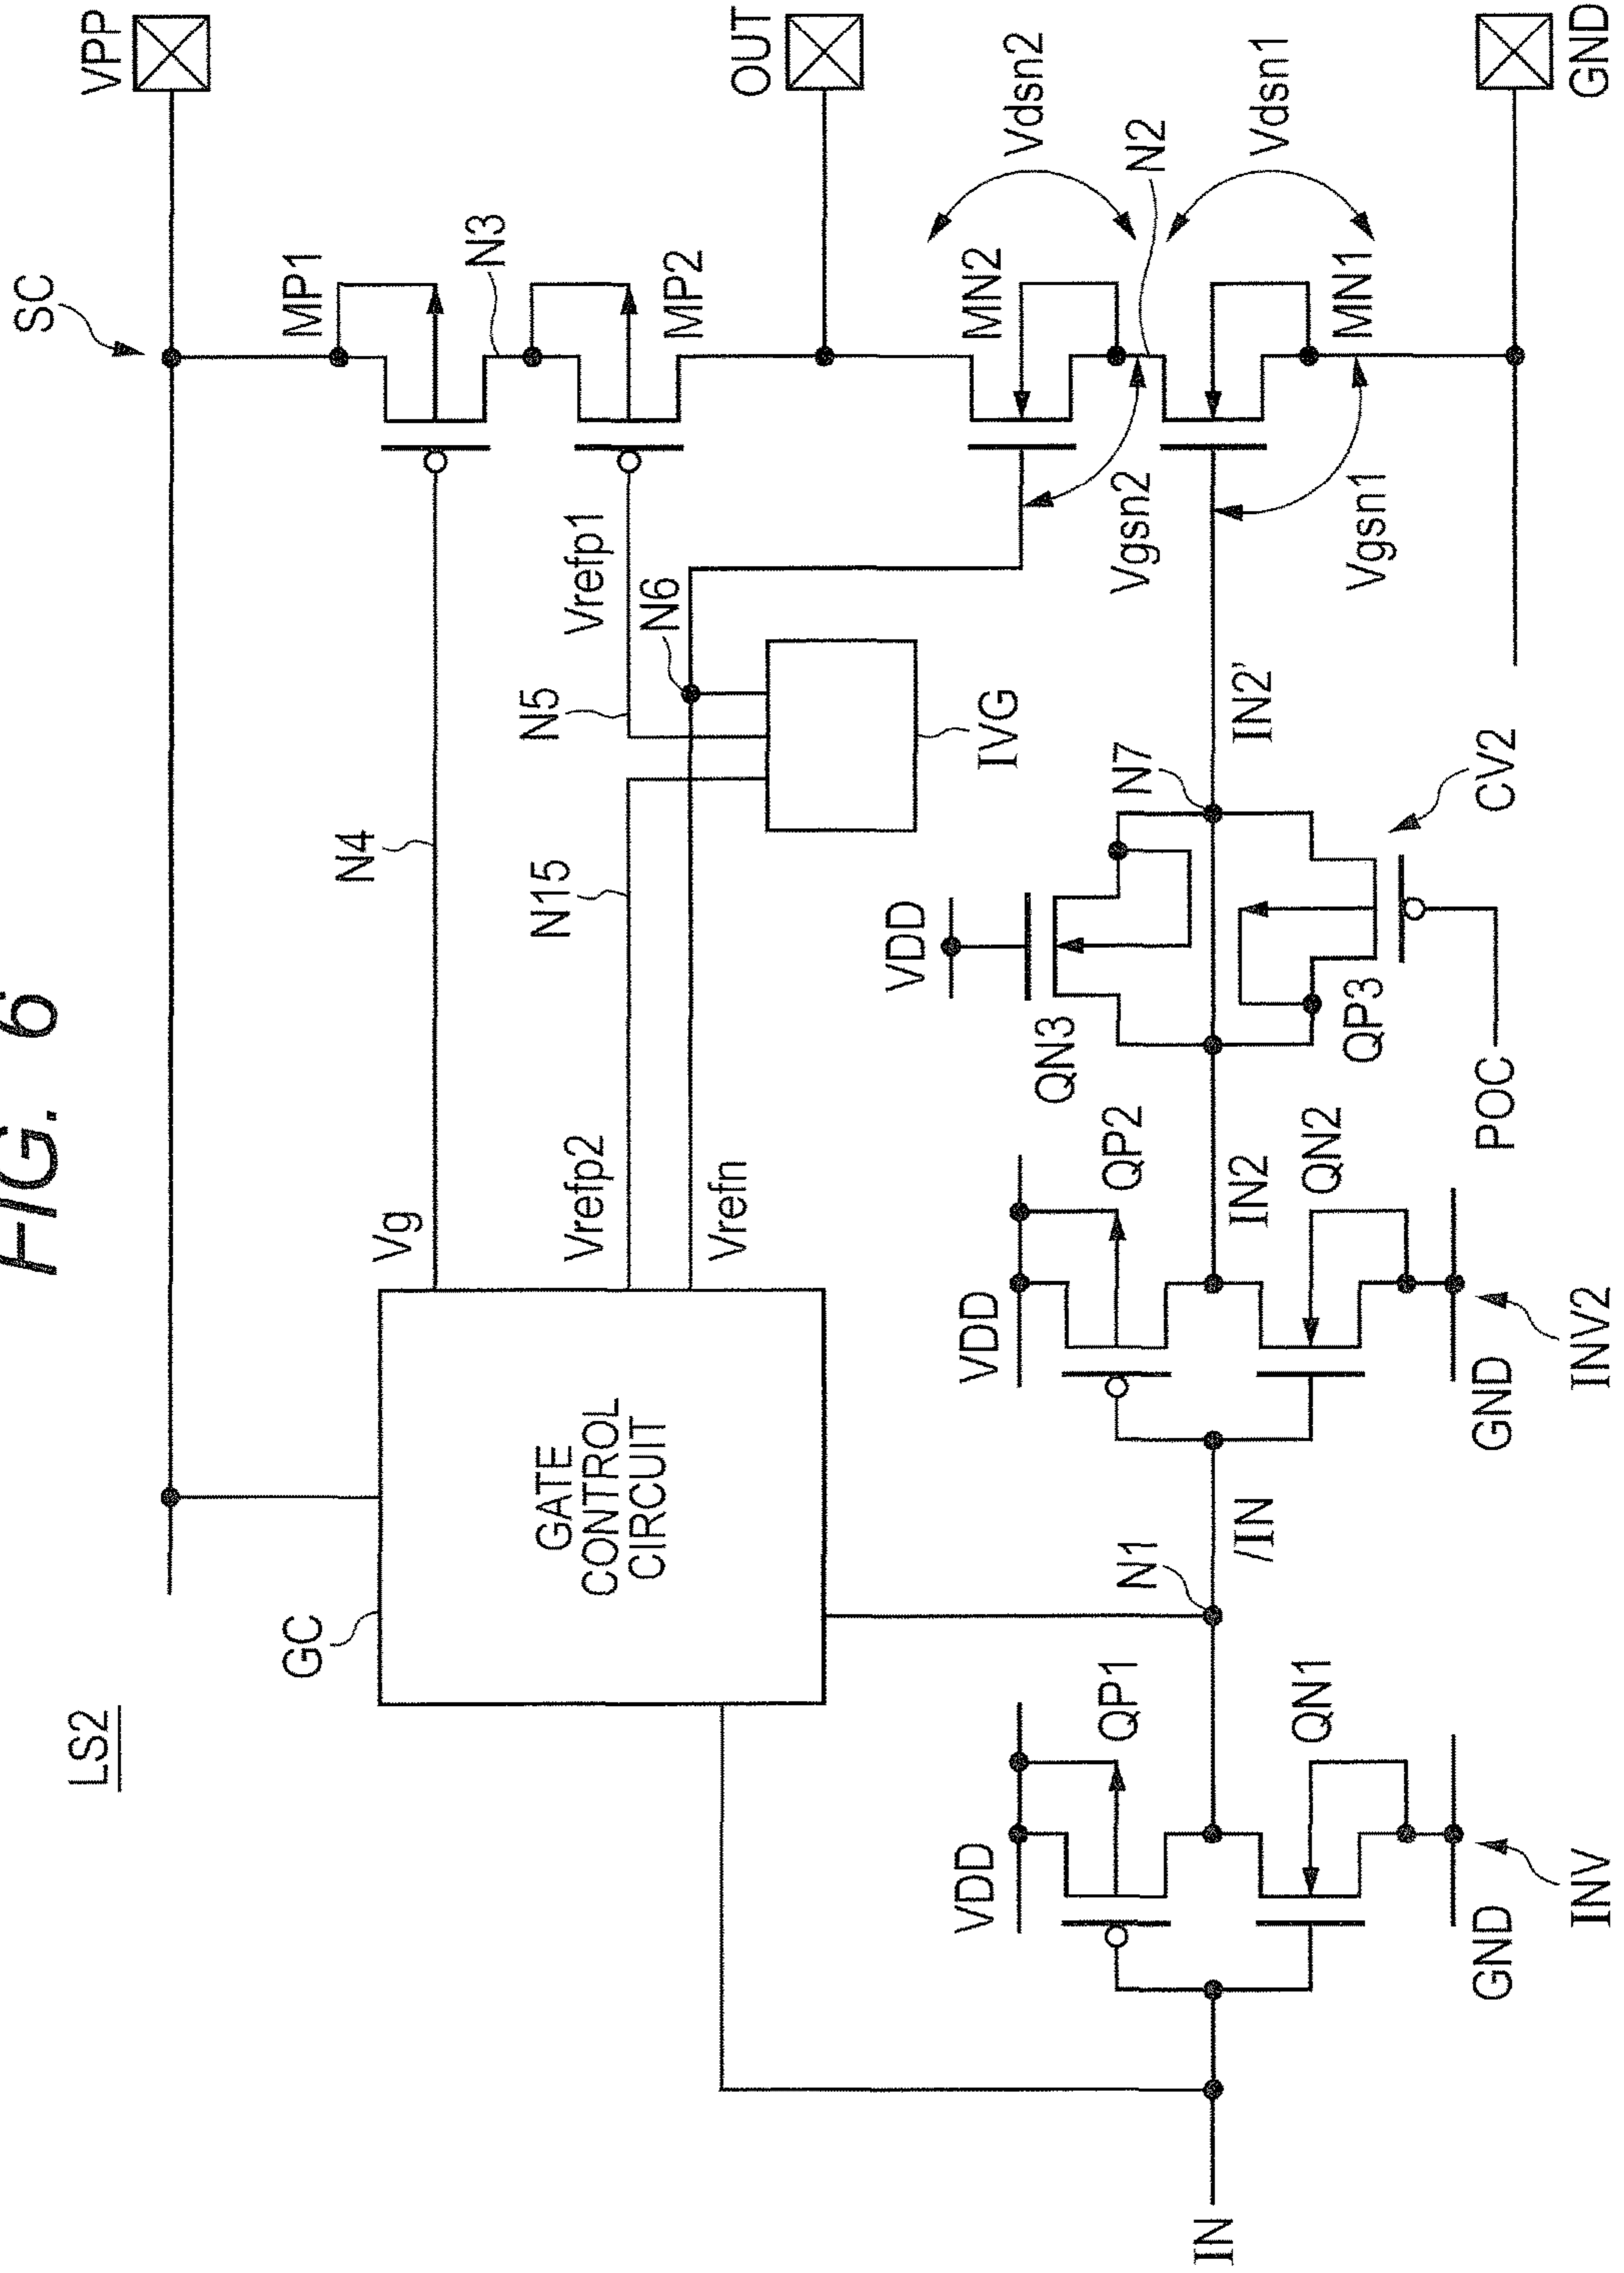 FIG. 6
LS2
SC
VPP
GC
GATE
CONTROL
CIRCUIT
Vg
N4
MP1
N3
Vrefp2
N15
N5
Vrefp1
MP2
Vrefn
N6
OUT
IVG
MN2
Vdsn2
Vgsn2
N2
VDD
QP1
N1
VDD
QP2
VDD
QN3
N7
IN
/IN
IN2
IN2'
MN1
Vdsn1
Vgsn1
QN1
QN2
QP3
CV2
GND
INV
GND
INV2
POC
GND